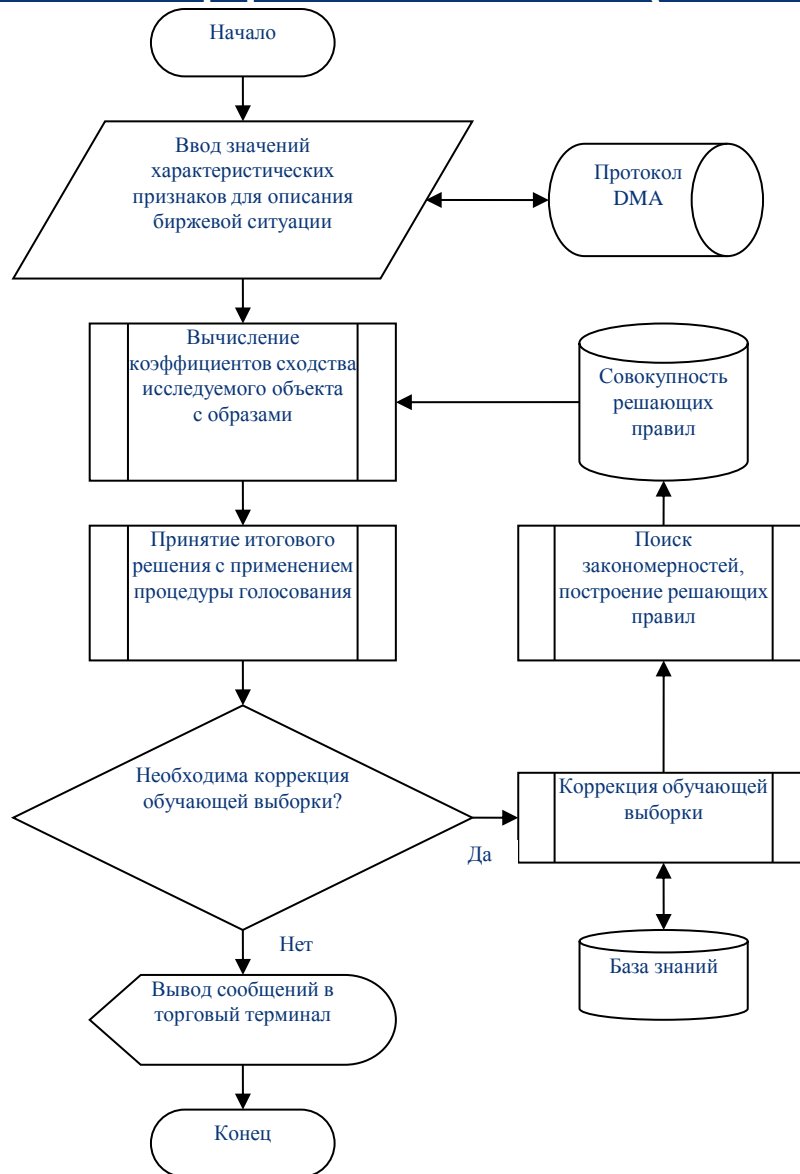 Начало
Ввод значений
характеристических
признаков для описания
биржевой ситуации
Протокол
DMA
Вычисление
коэффициентов сходства
исследуемого объекта
с образами
Совокупность
решающих
правил
Принятие итогового
решения с применением
процедуры голосования
Поиск
закономерностей,
построение решающих
правил
Необходима коррекция
обучающей выборки?
Коррекция обучающей
выборки
Да
Нет
База знаний
Вывод сообщений в
торговый терминал
Конец